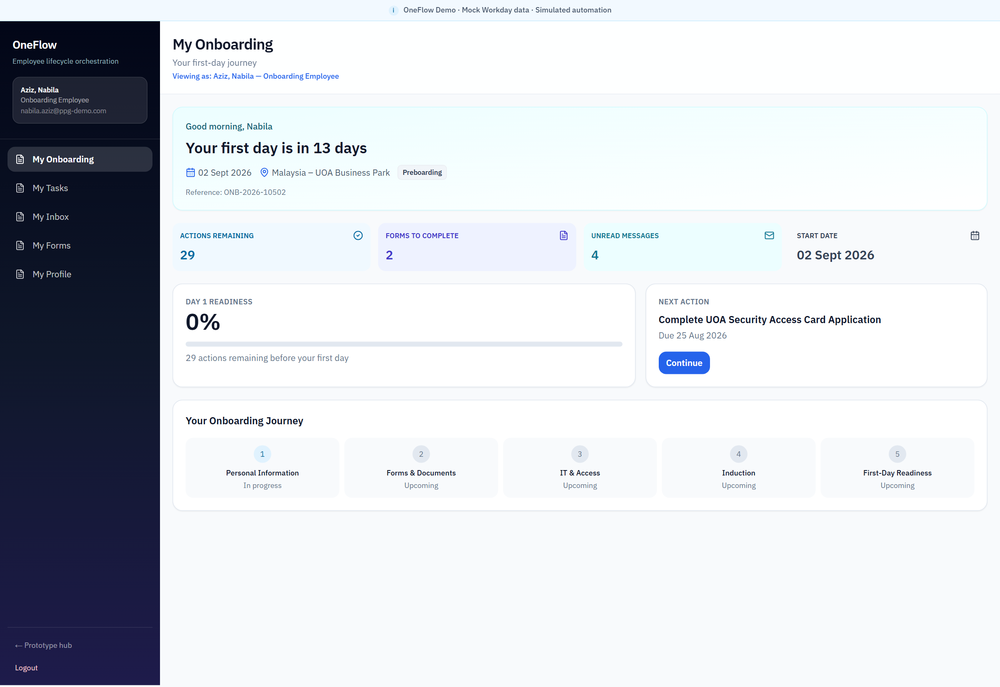 i OneFlow Demo · Mock Workday data · Simulated automation
OneFlow
Employee lifecycle orchestration
Aziz, Nabila
Onboarding Employee
nabila.aziz@ppg-demo.com
My Onboarding
My Tasks
My Inbox
My Forms
My Profile
← Prototype hub
Logout
My Onboarding
Your first-day journey
Viewing as: Aziz, Nabila — Onboarding Employee
Good morning, Nabila
Your first day is in 13 days
02 Sept 2026 Malaysia – UOA Business Park Preboarding
Reference: ONB-2026-10502
ACTIONS REMAINING
29
FORMS TO COMPLETE
2
UNREAD MESSAGES
4
START DATE
02 Sept 2026
DAY 1 READINESS
0%
29 actions remaining before your first day
NEXT ACTION
Complete UOA Security Access Card Application
Due 25 Aug 2026
Continue
Your Onboarding Journey
1
Personal Information
In progress
2
Forms & Documents
Upcoming
3
IT & Access
Upcoming
4
Induction
Upcoming
5
First-Day Readiness
Upcoming